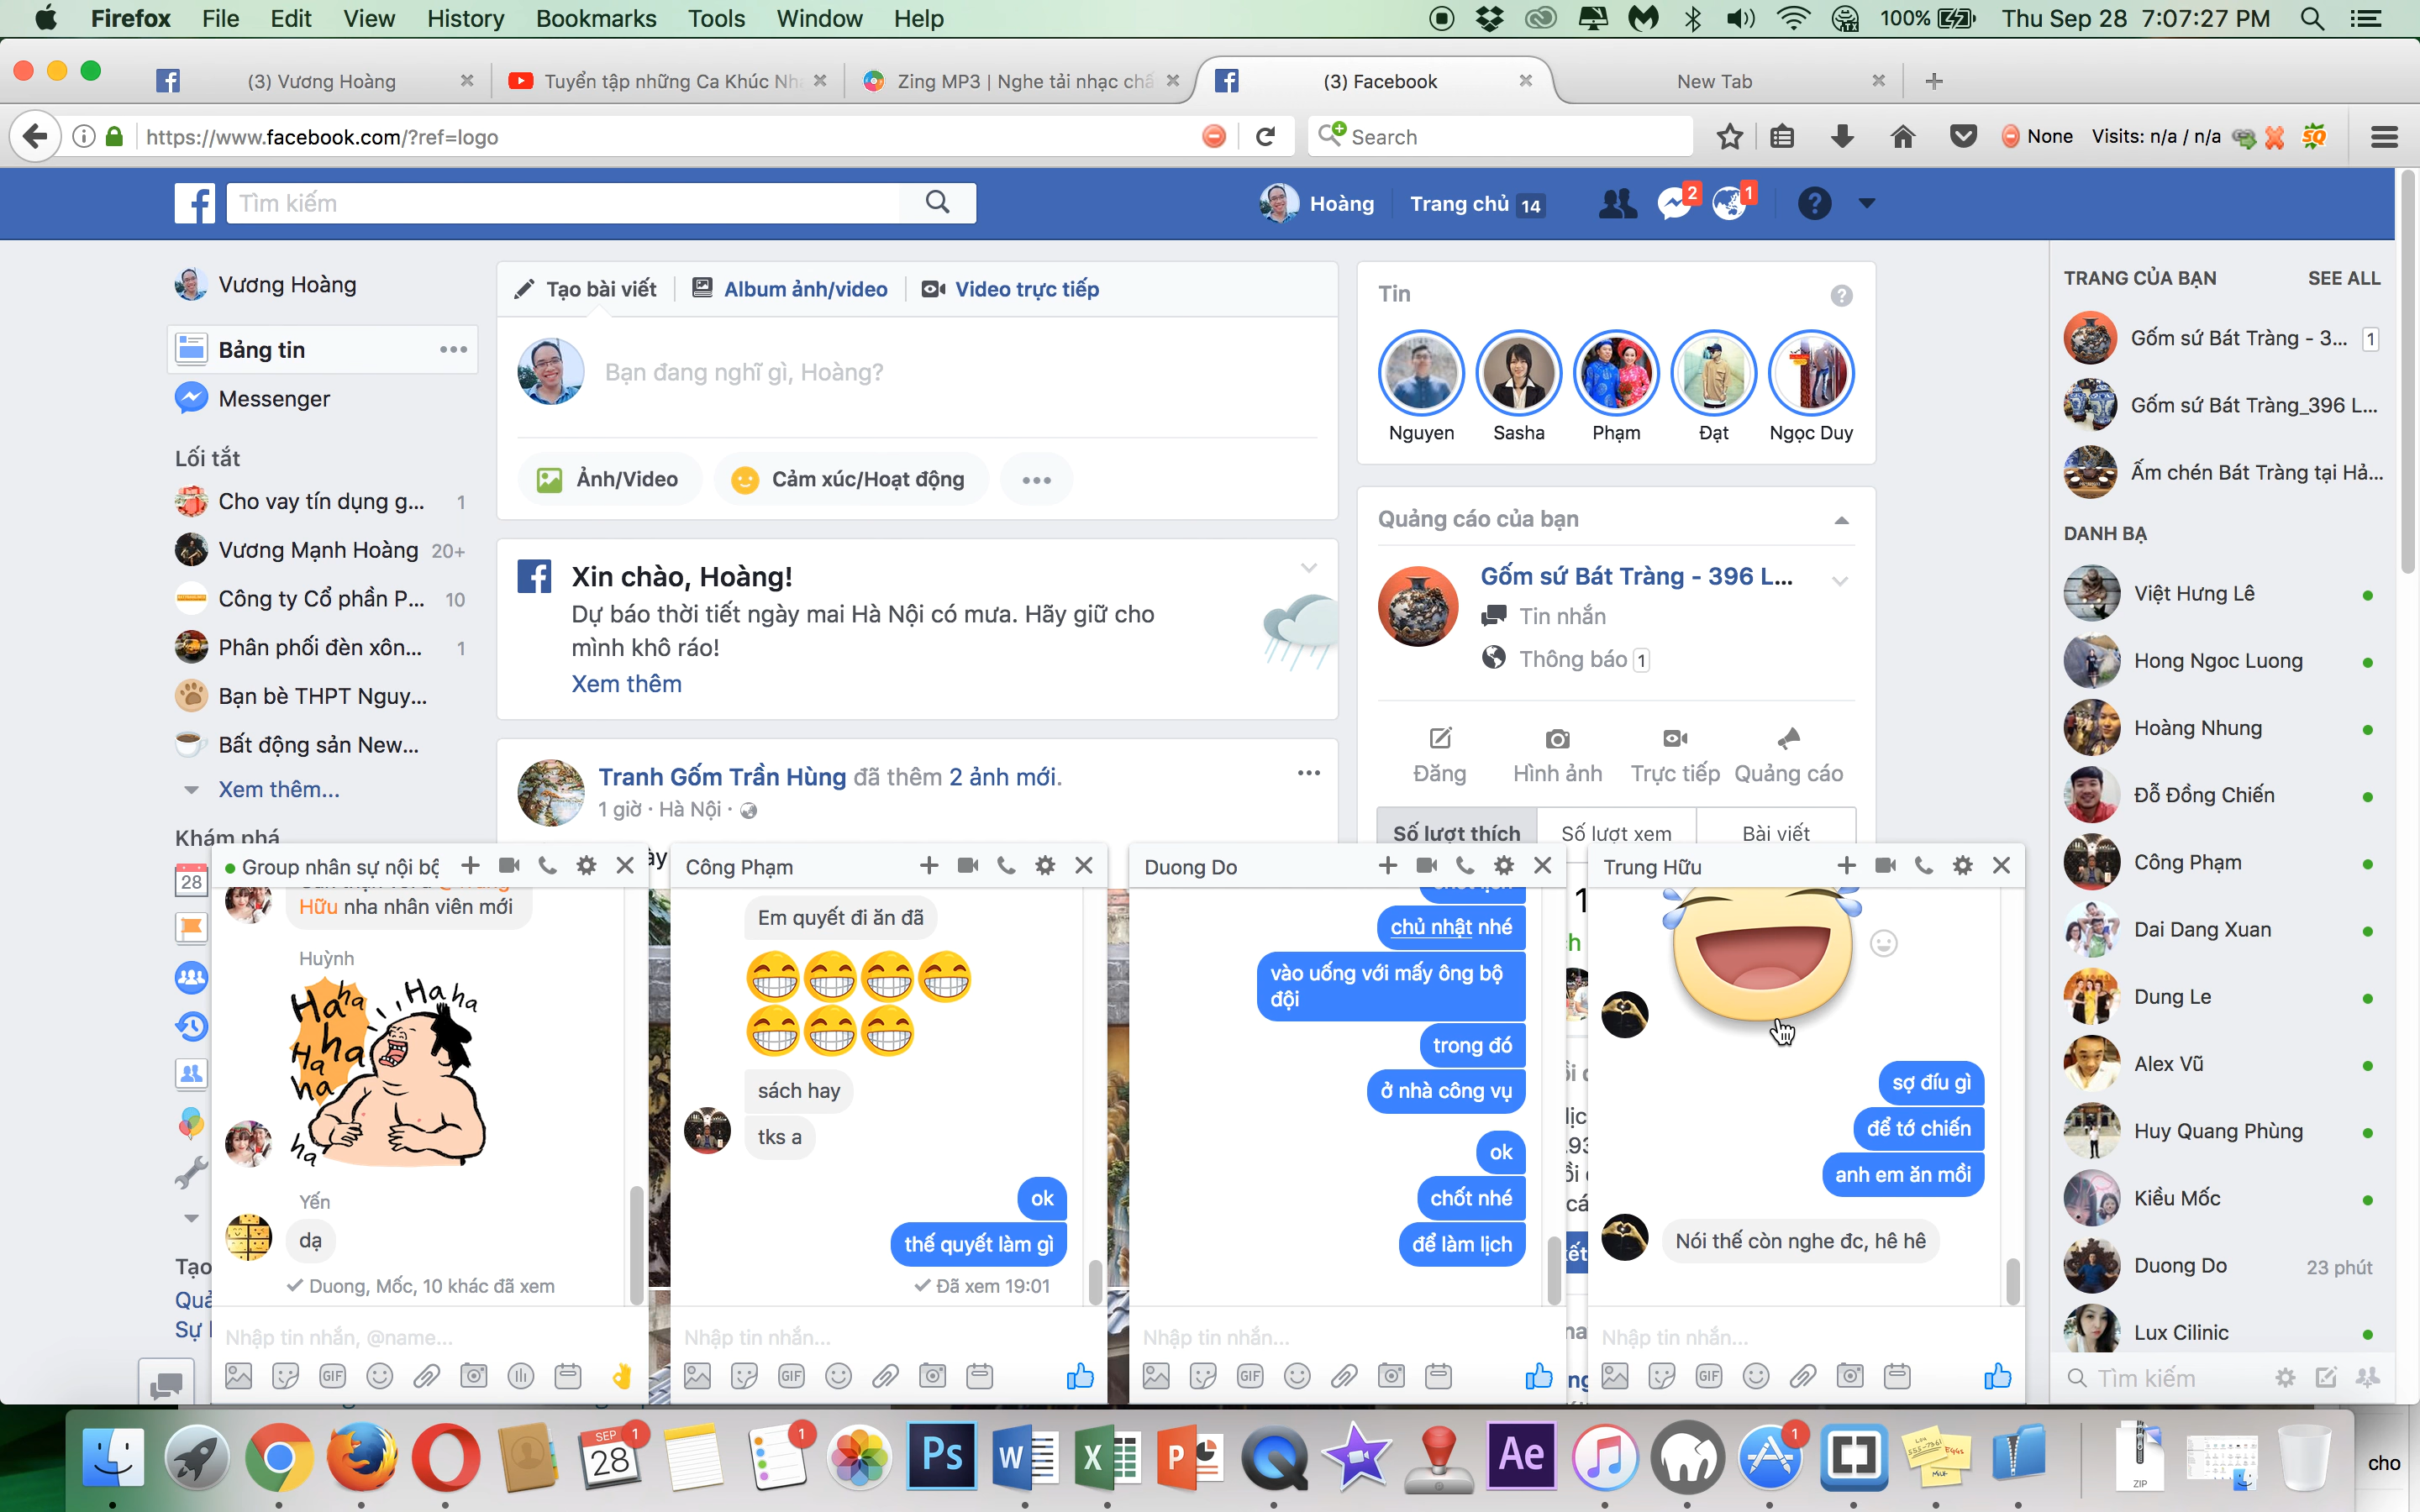 Firefox File Edit View History Bookmarks Tools Window Help 100% Thu Sep 28 7:07:27 PM
(3) Vương Hoàng
Tuyển tập những Ca Khúc
Zing MP3 | Nghe tải nhạc
(3) Facebook
New Tab
https://www.facebook.com/?ref=logo
Search
None Visits: n/a / n/a
Tìm kiếm
Hoàng
Trang chủ 14
2
1
Vương Hoàng
Bảng tin
Messenger
Lối tắt
Cho vay tín dụng g... 1
Vương Mạnh Hoàng 20+
Công ty Cổ phần P... 10
Phân phối đèn xôn... 1
Bạn bè THPT Nguy...
Bất động sản New...
Xem thêm...
Khám phá
28
Tạo bài viết
Album ảnh/video
Video trực tiếp
Bạn đang nghĩ gì, Hoàng?
Ảnh/Video
Cảm xúc/Hoạt động
Xin chào, Hoàng!
Dự báo thời tiết ngày mai Hà Nội có mưa. Hãy giữ cho
mình khô ráo!
Xem thêm
Tranh Gốm Trần Hùng đã thêm 2 ảnh mới.
1 giờ · Hà Nội ·
Tin
Nguyen
Sasha
Phạm
Đạt
Ngọc Duy
Quảng cáo của bạn
Gốm sứ Bát Tràng - 396 L...
Tin nhắn
Thông báo 1
Đăng
Hình ảnh
Trực tiếp
Quảng cáo
Số lượt thích
Số lượt xem
Bài viết
TRANG CỦA BẠN SEE ALL
Gốm sứ Bát Tràng - 3... 1
Gốm sứ Bát Tràng_396 L...
Ấm chén Bát Tràng tại Hả...
DANH BẠ
Việt Hưng Lê
Hong Ngoc Luong
Hoàng Nhung
Đỗ Đồng Chiến
Công Phạm
Dai Dang Xuan
Dung Le
Alex Vũ
Huy Quang Phùng
Kiều Mốc
Duong Do 23 phút
Lux Cilinic
Tìm kiếm
Group nhân sự nội bộ
Hữu nha nhân viên mới
Huỳnh
Ha ha
Ha ha
ha
Ha
ha
ha
Yến
dạ
Duong, Mốc, 10 khác đã xem
Nhập tin nhắn, @name...
GIF
Công Phạm
Em quyết đi ăn đã
sách hay
tks a
ok
thế quyết làm gì
Đã xem 19:01
Nhập tin nhắn...
GIF
Duong Do
chủ nhật nhé
vào uống với mấy ông bộ
đội
trong đó
ở nhà công vụ
ok
chốt nhé
để làm lịch
Nhập tin nhắn...
GIF
Trung Hữu
sợ đíu gì
để tớ chiến
anh em ăn mồi
Nói thế còn nghe đc, hê hê
Nhập tin nhắn...
GIF
Tạo
SEP
28
1
1
Ps
W
X
P
Ae
1
ZIP
cho